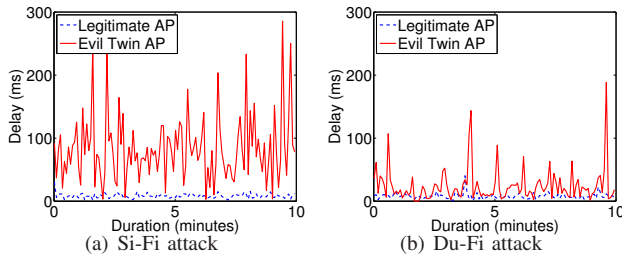 300
200
100
0
Delay (ms)
Legitimate AP
Evil Twin AP
0
5
10
Duration (minutes)
(a) Si-Fi attack
300
200
100
0
Delay (ms)
Legitimate AP
Evil Twin AP
0
5
10
Duration (minutes)
(b) Du-Fi attack